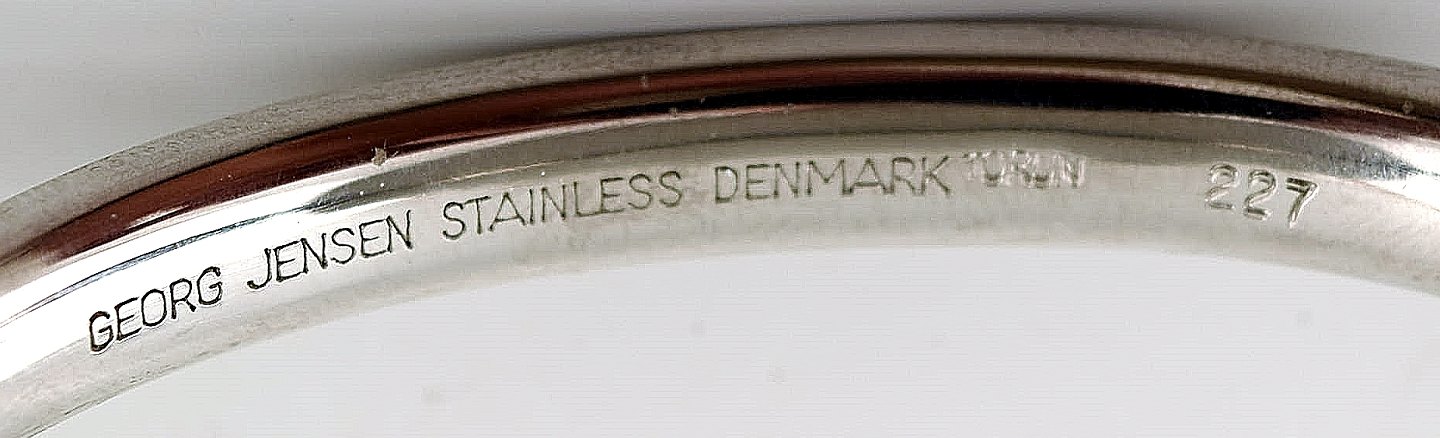 GEORG JENSEN STAINLESS DENMARK TORUN 227